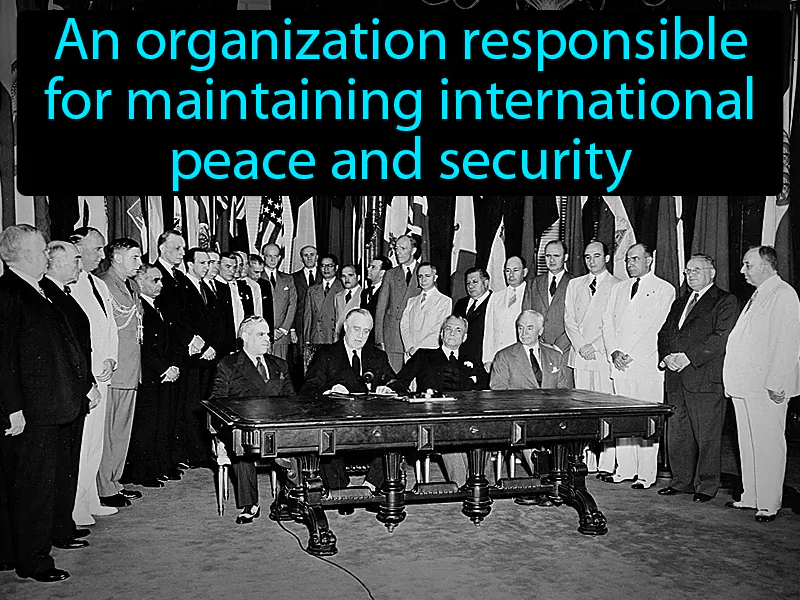 An organization responsible
for maintaining international
peace and security